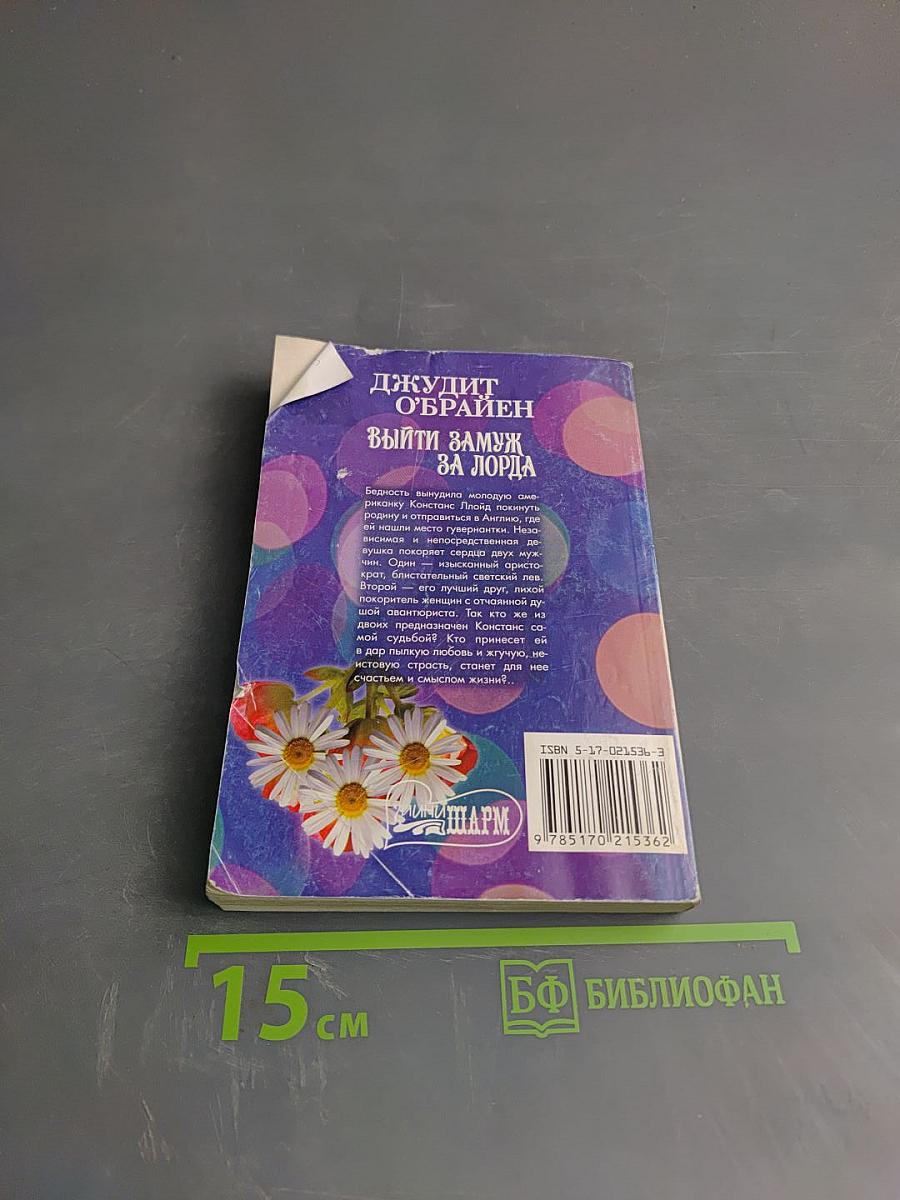 ДЖУДИТ
О'БРАЙЕН
ВЫЙТИ ЗАМУЖ
ЗА ЛОРДА
Бедность вынудила молодую аме-
риканку Констанс Ллойд покинуть
родину и отправиться в Англию, где
ей нашли место гувернантки. Неза-
висимая и непосредственная де-
вушка покоряет сердца двух муж-
чин. Один — изысканный аристо-
крат, блистательный светский лев.
Второй — его лучший друг, лихой
покоритель женщин с отчаянной ду-
шой авантюриста. Так кто же из
двоих предназначен Констанс са-
мой судьбой? Кто принесет ей
в дар пылкую любовь и жгучую, не-
истовую страсть, станет для нее
счастьем и смыслом жизни?..
ISBN 5-17-021536-3
мини
ШАРМ
9 785170 215362
15 см
БФ БИБЛИОФАН